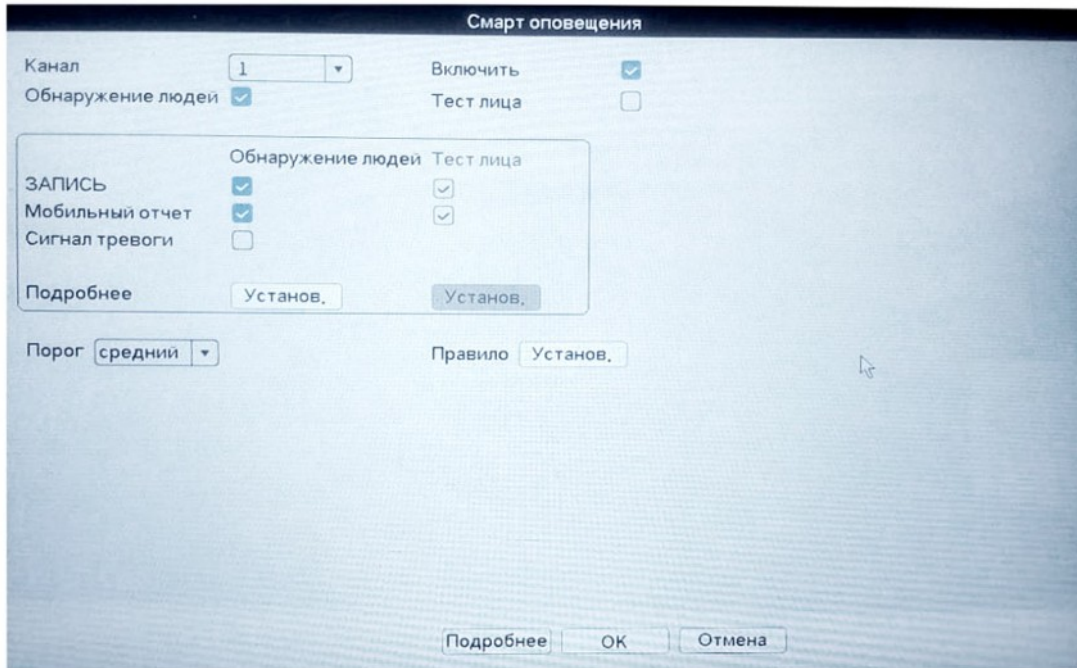 Смарт оповещения
Канал 1 Включить
Обнаружение людей Тест лица
Обнаружение людей Тест лица
ЗАПИСЬ
Мобильный отчет
Сигнал тревоги
Подробнее Установ. Установ.
Порог средний Правило Установ.
Подробнее OK Отмена